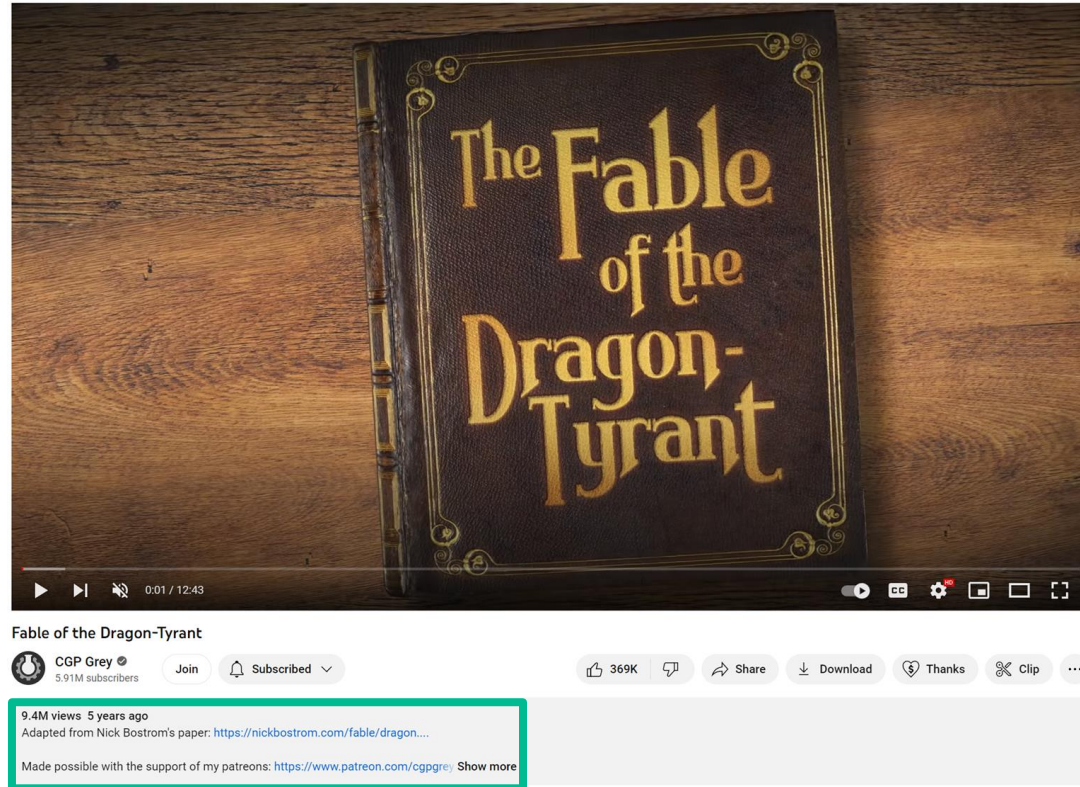 The Fable
of the
Dragon-
Tyrant
0:01 / 12:43
CC
HD
Fable of the Dragon-Tyrant
CGP Grey
5.91M subscribers
Join
Subscribed
369K
Share
Download
Thanks
Clip
9.4M views 5 years ago
Adapted from Nick Bostrom's paper: https://nickbostrom.com/fable/dragon....
Made possible with the support of my patreons: https://www.patreon.com/cgpgrey Show more